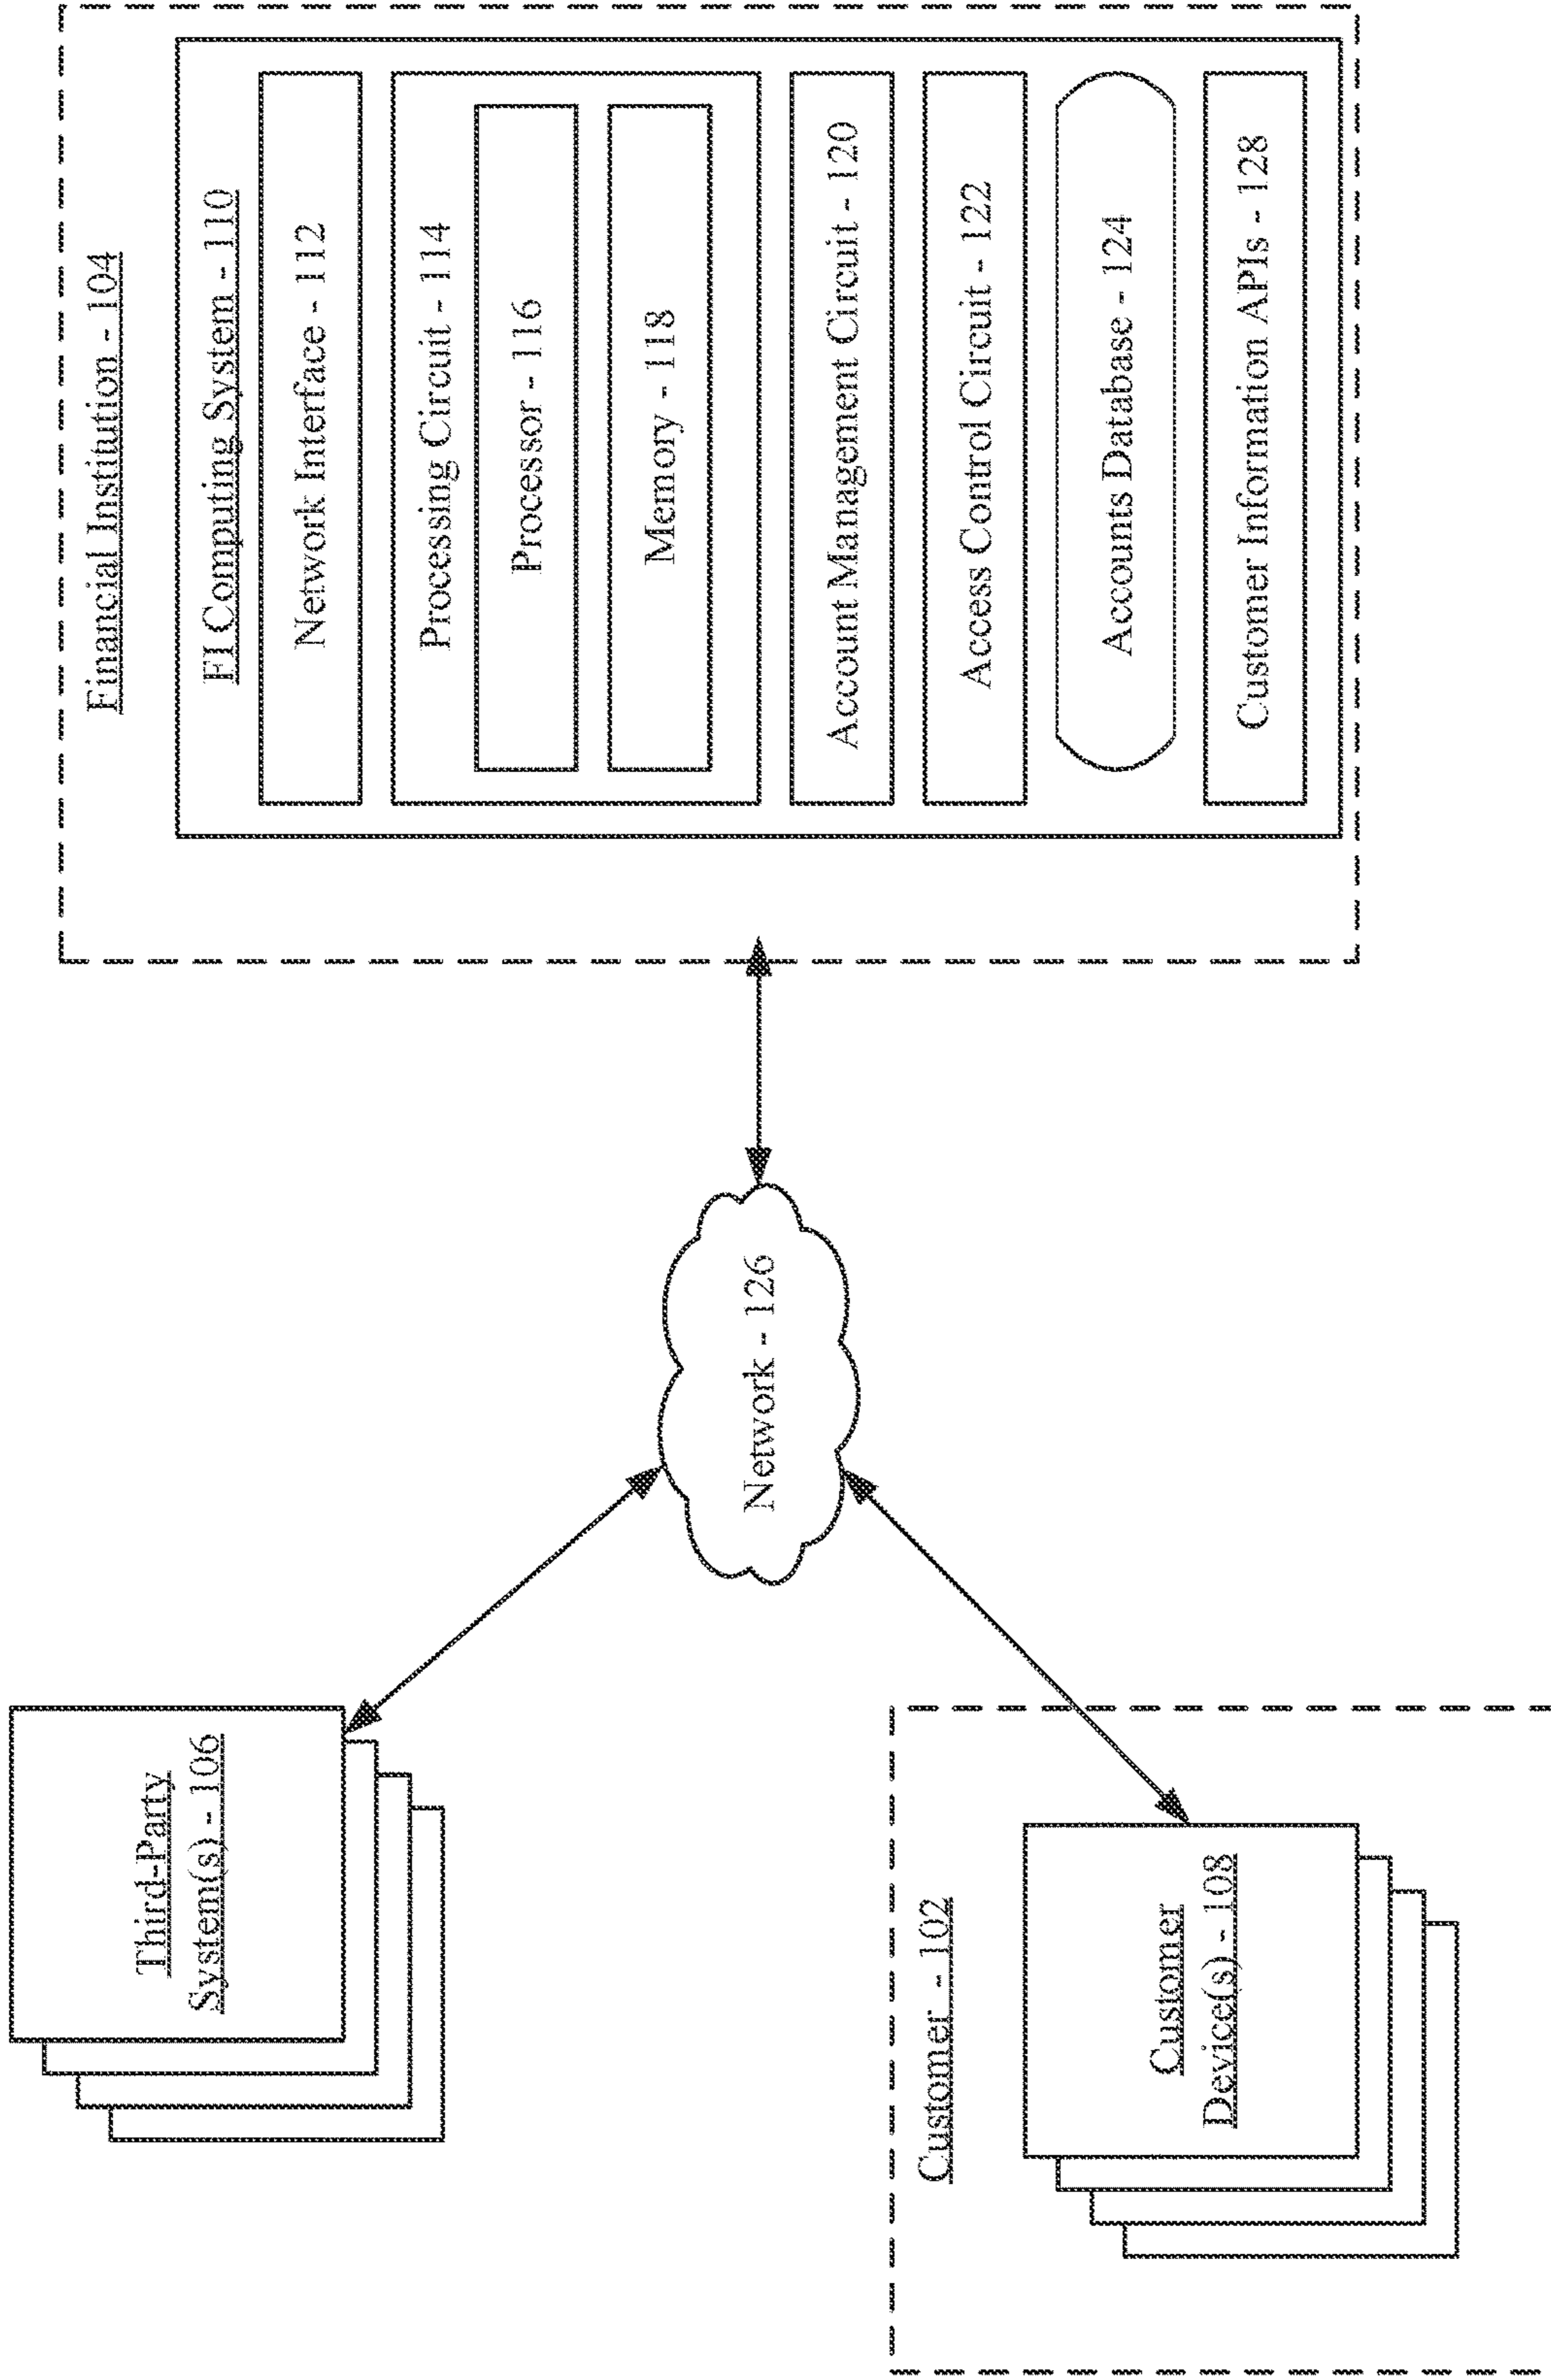 Third-Party
System(s) - 106
Customer - 102
Customer
Device(s) - 108
Network - 126
Financial Institution - 104
FI Computing System - 110
Network Interface - 112
Processing Circuit - 114
Processor - 116
Memory - 118
Account Management Circuit - 120
Access Control Circuit - 122
Accounts Database - 124
Customer Information APIs - 128